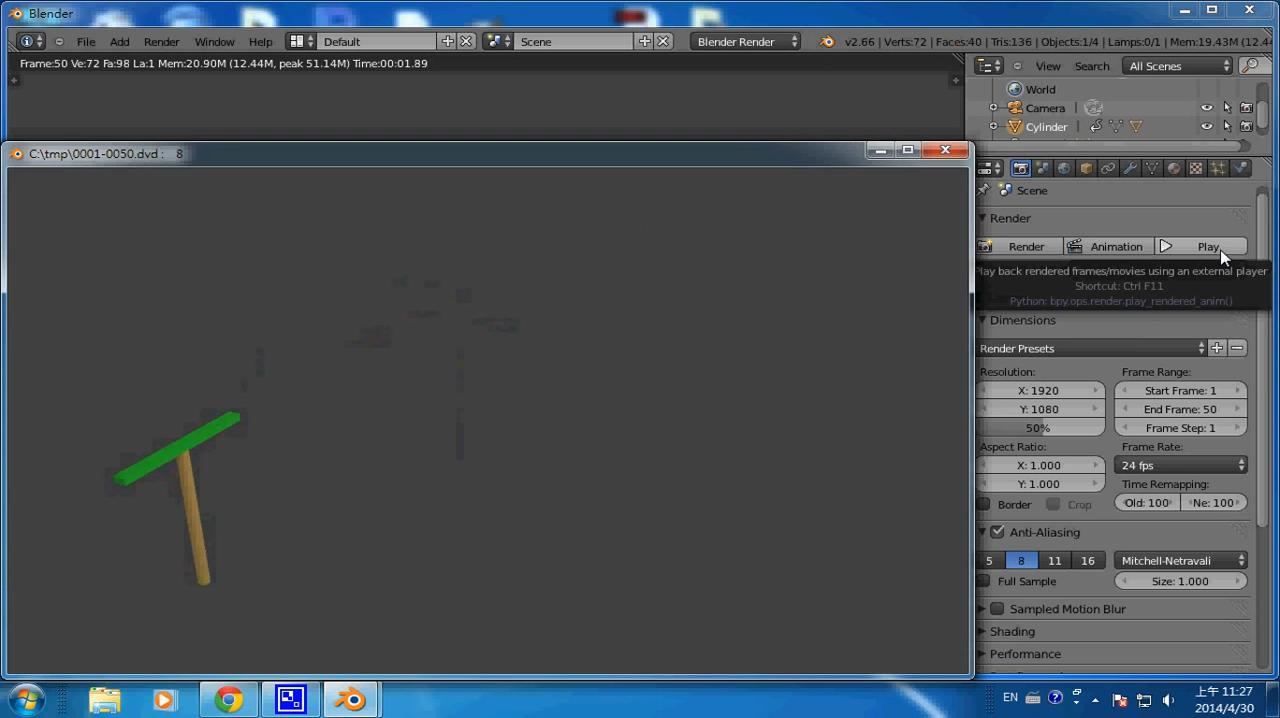 Blender
File Add Render Window Help Default Scene Blender Render v2.66 | Verts:72 | Faces:40 | Tris:136 | Objects:1/4 | Lamps:0/1 | Mem:19.43M (12.4
Frame:50 Ve:72 Fa:98 La:1 Mem:20.90M (12.44M, peak 51.14M) Time:00:01.89
View Search All Scenes
World
Camera
Cylinder
C:\tmp\0001-0050.dvd : 8
Scene
Render
Render Animation Play
Play back rendered frames/movies using an external player
Shortcut: Ctrl F11
Python: bpy.ops.render.play_rendered_anim()
Dimensions
Render Presets
Resolution: Frame Range:
X: 1920 Start Frame: 1
Y: 1080 End Frame: 50
50% Frame Step: 1
Aspect Ratio: Frame Rate:
X: 1.000 24 fps
Y: 1.000 Time Remapping:
Border Crop Old: 100 Ne: 100
Anti-Aliasing
5 8 11 16 Mitchell-Netravali
Full Sample Size: 1.000
Sampled Motion Blur
Shading
Performance
EN 上午 11:27
2014/4/30